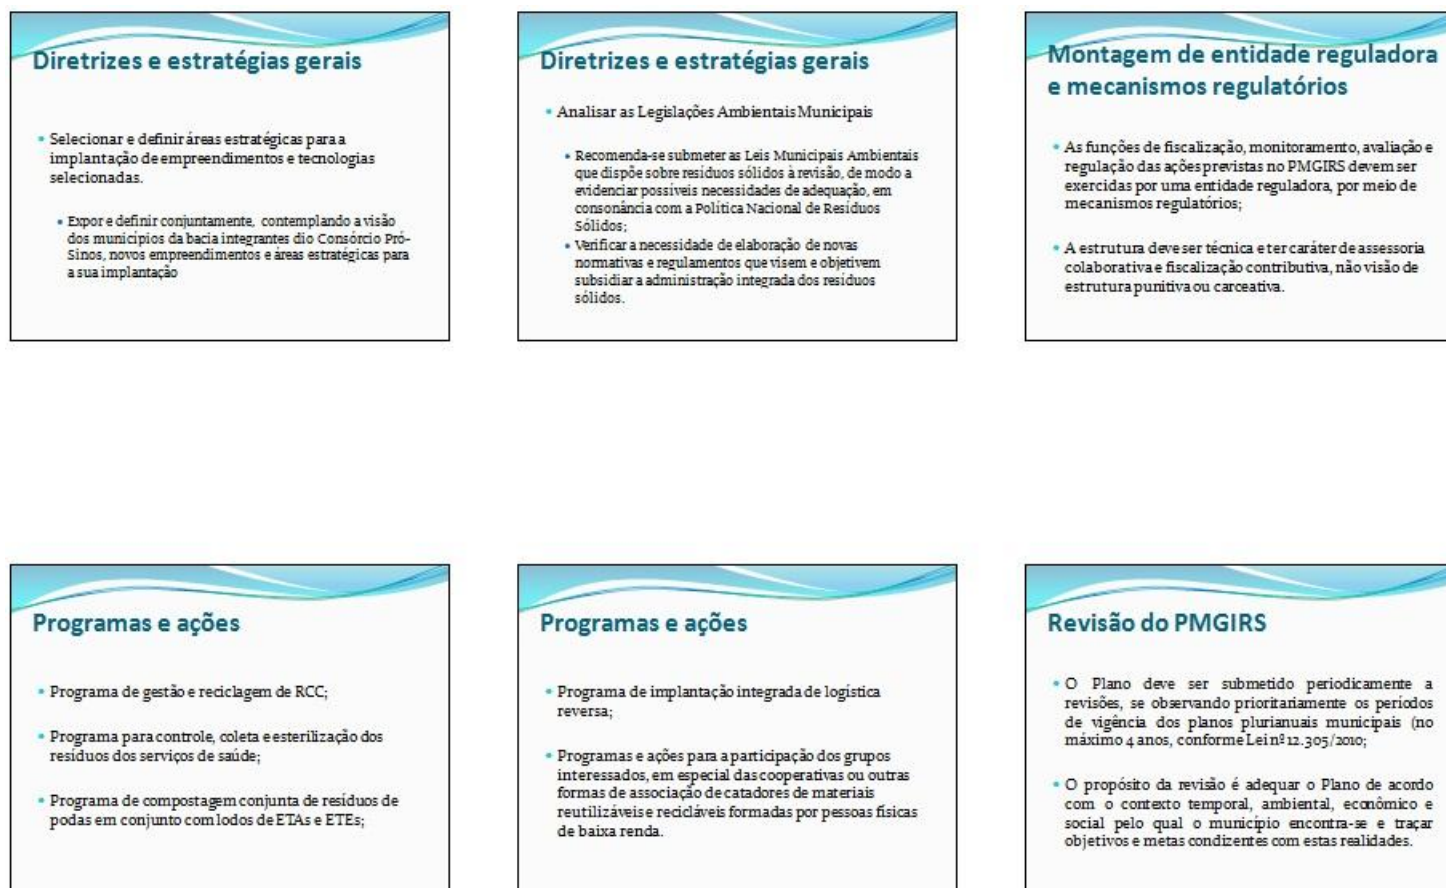 Diretrizes e estratégias gerais
• Selecionar e definir áreas estratégicas para a
implantação de empreendimentos e tecnologias
selecionadas.
• Expor e definir conjuntamente, contemplando a visão
dos municípios da bacia integrantes dio Consórcio Pró-
Sinos, novos empreendimentos e áreas estratégicas para
a sua implantação
Diretrizes e estratégias gerais
• Analisar as Legislações Ambientais Municipais
• Recomenda-se submeter as Leis Municipais Ambientais
que dispõe sobre resíduos sólidos à revisão, de modo a
evidenciar possíveis necessidades de adequação, em
consonância com a Política Nacional de Resíduos
Sólidos;
• Verificar a necessidade de elaboração de novas
normativas e regulamentos que visem e objetivem
subsidiar a administração integrada dos resíduos
sólidos.
Montagem de entidade reguladora
e mecanismos regulatórios
• As funções de fiscalização, monitoramento, avaliação e
regulação das ações previstas no PMGIRS devem ser
exercidas por uma entidade reguladora, por meio de
mecanismos regulatórios;
• A estrutura deve ser técnica e ter caráter de assessoria
colaborativa e fiscalização contributiva, não visão de
estrutura punitiva ou carceativa.
Programas e ações
• Programa de gestão e reciclagem de RCC;
• Programa para controle, coleta e esterilização dos
resíduos dos serviços de saúde;
• Programa de compostagem conjunta de resíduos de
podas em conjunto com lodos de ETAs e ETEs;
Programas e ações
• Programa de implantação integrada de logística
reversa;
• Programas e ações para a participação dos grupos
interessados, em especial das cooperativas ou outras
formas de associação de catadores de materiais
reutilizáveis e recicláveis formadas por pessoas físicas
de baixa renda.
Revisão do PMGIRS
• O Plano deve ser submetido periodicamente a
revisões, se observando prioritariamente os períodos
de vigência dos planos plurianuais municipais (no
máximo 4 anos, conforme Lei nº 12.305/2010;
• O propósito da revisão é adequar o Plano de acordo
com o contexto temporal, ambiental, econômico e
social pelo qual o município encontra-se e traçar
objetivos e metas condizentes com estas realidades.